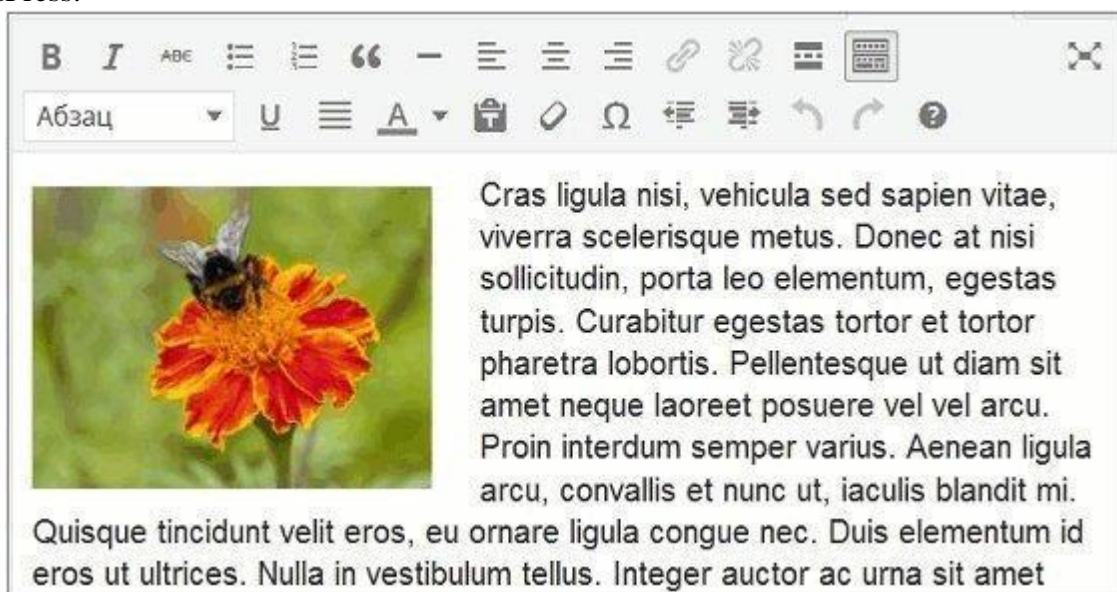 B I ABC
Абзац U A T Ω ?
Cras ligula nisi, vehicula sed sapien vitae,
viverra scelerisque metus. Donec at nisi
sollicitudin, porta leo elementum, egestas
turpis. Curabitur egestas tortor et tortor
pharetra lobortis. Pellentesque ut diam sit
amet neque laoreet posuere vel vel arcu.
Proin interdum semper varius. Aenean ligula
arcu, convallis et nunc ut, iaculis blandit mi.
Quisque tincidunt velit eros, eu ornare ligula congue nec. Duis elementum id
eros ut ultrices. Nulla in vestibulum tellus. Integer auctor ac urna sit amet